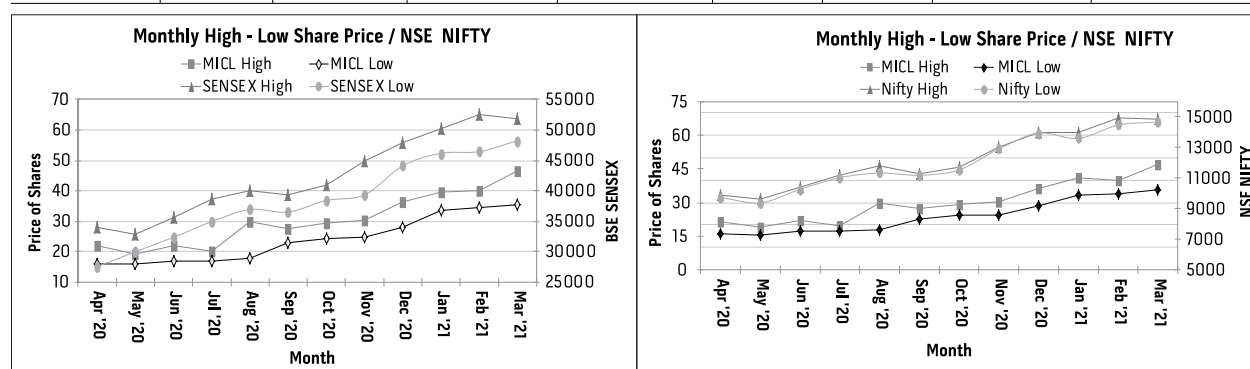 Monthly High - Low Share Price / NSE NIFTY
MICL High
MICL Low
SENSEX High
SENSEX Low
70
60
50
40
30
20
10
Price of Shares
55000
50000
45000
40000
35000
30000
25000
BSE SENSEX
Apr '20
May '20
Jun '20
Jul '20
Aug '20
Sep '20
Oct '20
Nov '20
Dec '20
Jan '21
Feb '21
Mar '21
Month
Monthly High - Low Share Price / NSE NIFTY
MICL High
MICL Low
Nifty High
Nifty Low
75
60
45
30
15
0
Price of Shares
15000
13000
11000
9000
7000
5000
NSE NIFTY
Apr '20
May '20
Jun '20
Jul '20
Aug '20
Sep '20
Oct '20
Nov '20
Dec '20
Jan '21
Feb '21
Mar '21
Month